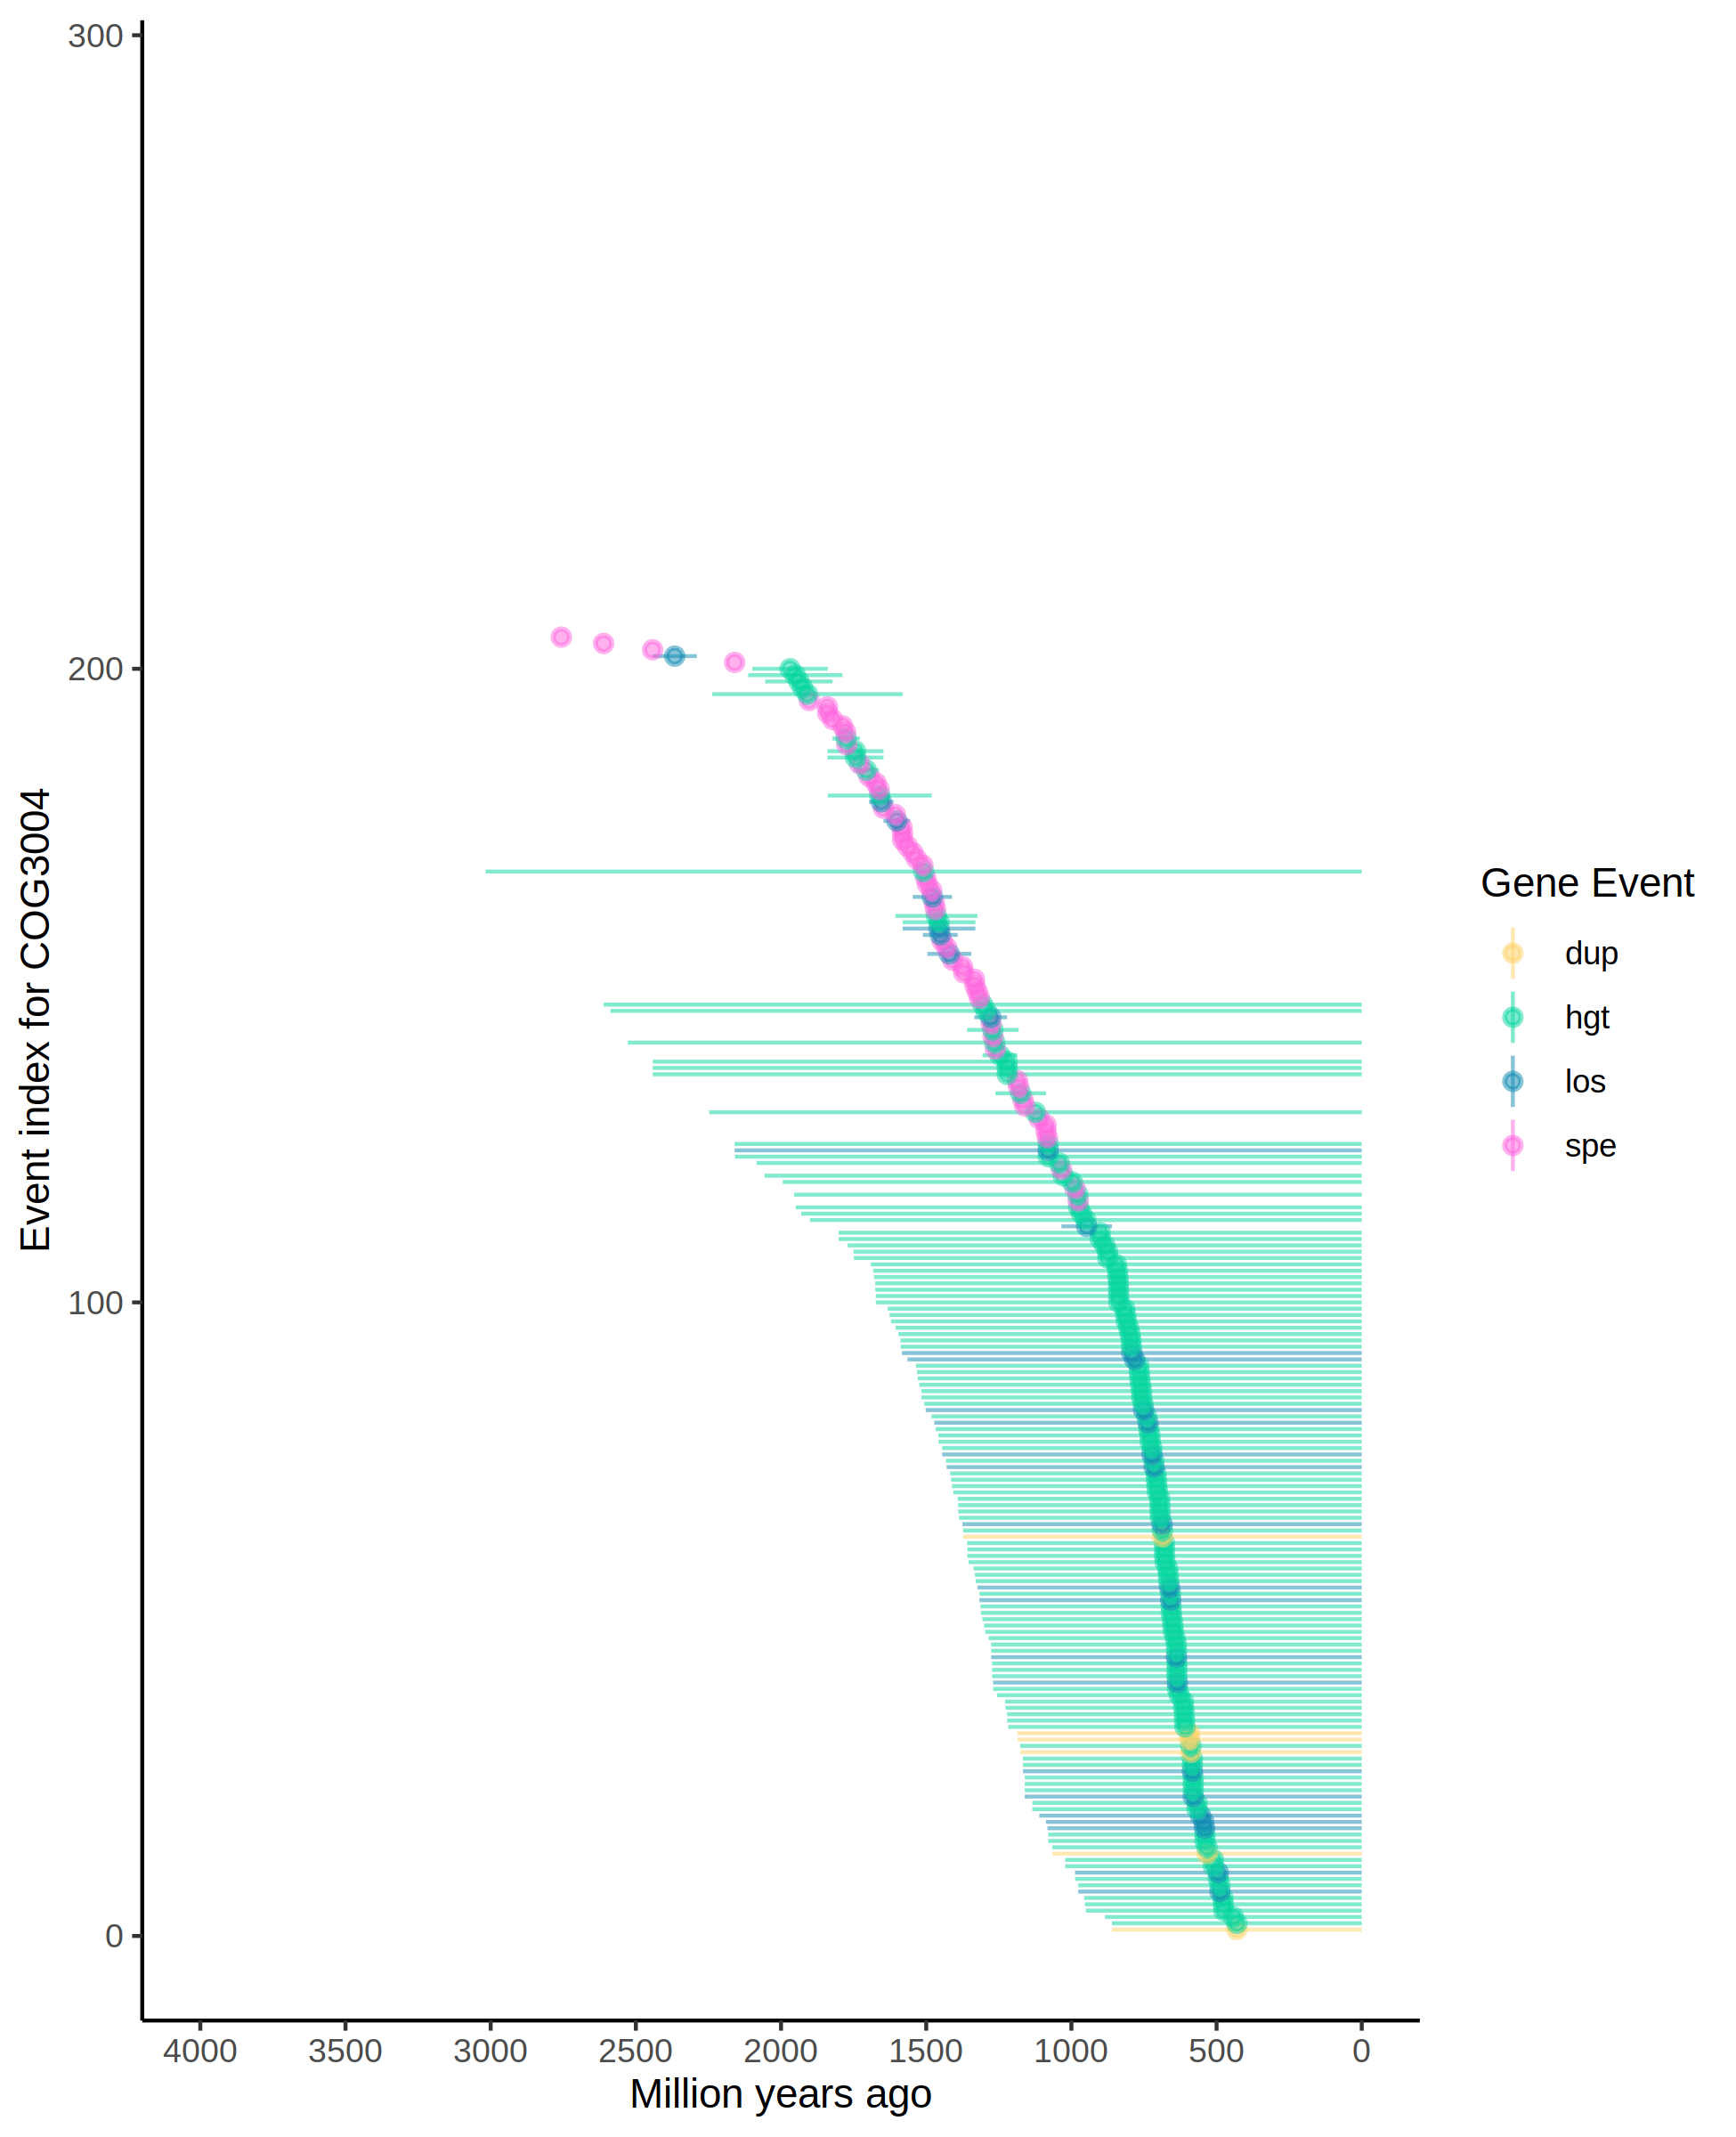 300
200
100
0
Event index for COG3004
4000 3500 3000 2500 2000 1500 1000 500 0
Million years ago
Gene Event
dup
hgt
los
spe